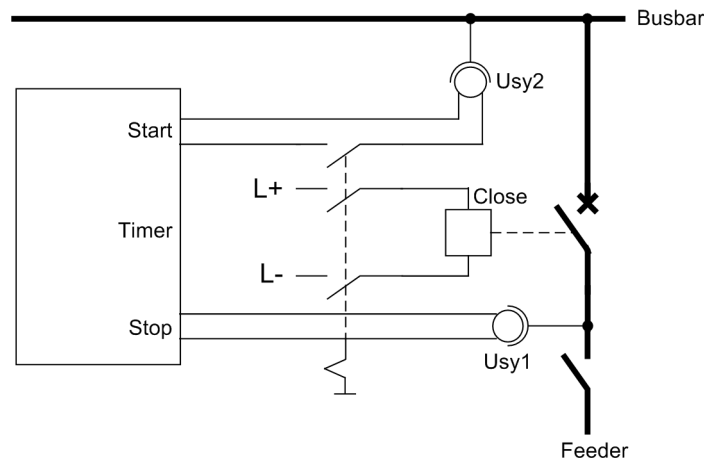 Busbar
Usy2
Start
L+
Close
Timer
L-
Stop
Usy1
Feeder